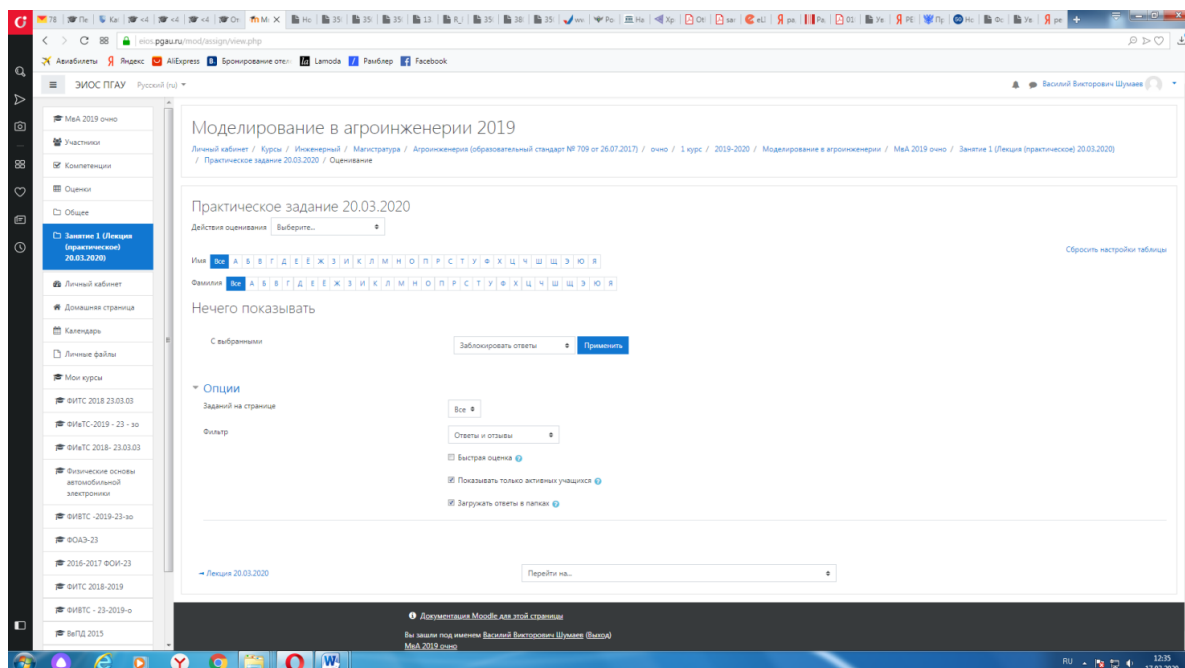 eios.pgau.ru/mod/assign/view.php
Авиабилеты Яндекс AliExpress Бронирование отел Lamoda Рамблер Facebook
ЭИОС ПГАУ Русский (ru)
Василий Викторович Шумаев
МвА 2019 очно
Участники
Компетенции
Оценки
Общее
Занятие 1 (Лекция
(практическое)
20.03.2020)
Личный кабинет
Домашняя страница
Календарь
Личные файлы
Мои курсы
ФИТС 2018 23.03.03
ФИвТС-2019 - 23 - зо
ФИвТС 2018- 23.03.03
Физические основы
автомобильной
электроники
ФИВТС -2019-23-зо
ФОАЭ-23
2016-2017 ФОИ-23
ФИТС 2018-2019
ФИВТС - 23-2019-о
ВвПД 2015
Моделирование в агроинженерии 2019
Личный кабинет / Курсы / Инженерный / Магистратура / Агроинженерия (образовательный стандарт № 709 от 26.07.2017) / очно / 1 курс / 2019-2020 / Моделирование в агроинженерии / МвА 2019 очно / Занятие 1 (Лекция (практическое) 20.03.2020)
/ Практическое задание 20.03.2020 / Оценивание
Практическое задание 20.03.2020
Действия оценивания Выберите...
Сбросить настройки таблицы
Имя Все А Б В Г Д Е Ё Ж З И К Л М Н О П Р С Т У Ф Х Ц Ч Ш Щ Э Ю Я
Фамилия Все А Б В Г Д Е Ё Ж З И К Л М Н О П Р С Т У Ф Х Ц Ч Ш Щ Э Ю Я
Нечего показывать
С выбранными Заблокировать ответы Применить
Опции
Заданий на странице Все
Фильтр Ответы и отзывы
Быстрая оценка
Показывать только активных учащихся
Загружать ответы в папках
→ Лекция 20.03.2020 Перейти на...
Документация Moodle для этой страницы
Вы зашли под именем Василий Викторович Шумаев (Выход)
МвА 2019 очно
RU 12:35